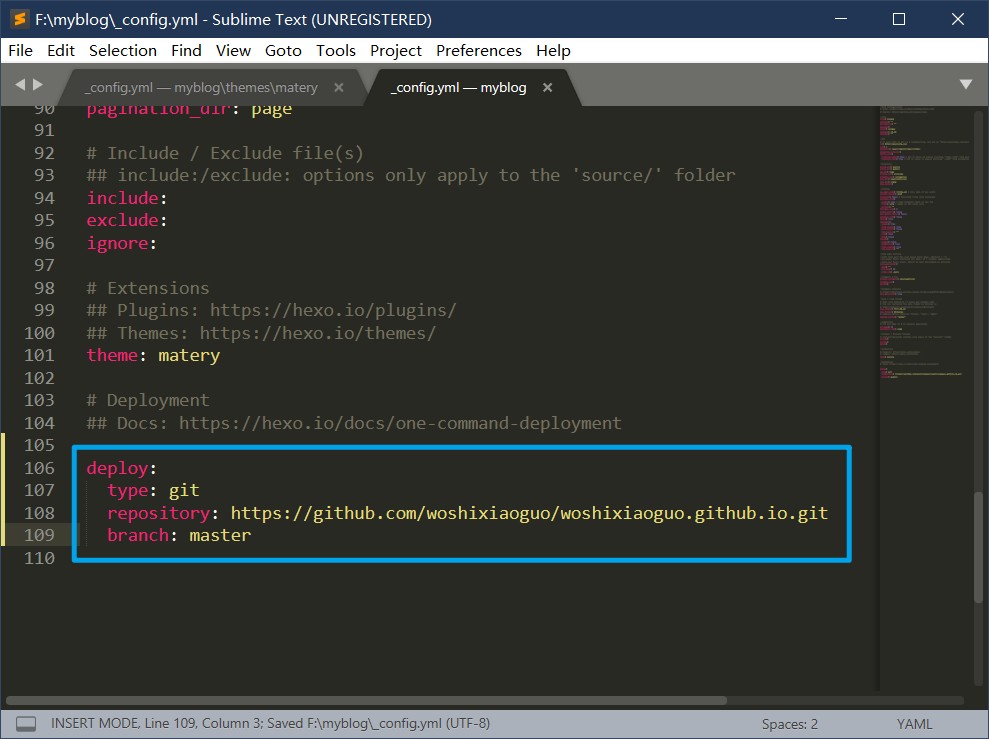 F:\myblog\_config.yml - Sublime Text (UNREGISTERED)
File Edit Selection Find View Goto Tools Project Preferences Help
_config.yml — myblog\themes\matery
_config.yml — myblog
90 pagination_dir: page
91
92 # Include / Exclude file(s)
93 ## include:/exclude: options only apply to the 'source/' folder
94 include:
95 exclude:
96 ignore:
97
98 # Extensions
99 ## Plugins: https://hexo.io/plugins/
100 ## Themes: https://hexo.io/themes/
101 theme: matery
102
103 # Deployment
104 ## Docs: https://hexo.io/docs/one-command-deployment
105
106 deploy:
107   type: git
108   repository: https://github.com/woshixiaoguo/woshixiaoguo.github.io.git
109   branch: master
110
INSERT MODE, Line 109, Column 3; Saved F:\myblog\_config.yml (UTF-8)
Spaces: 2
YAML